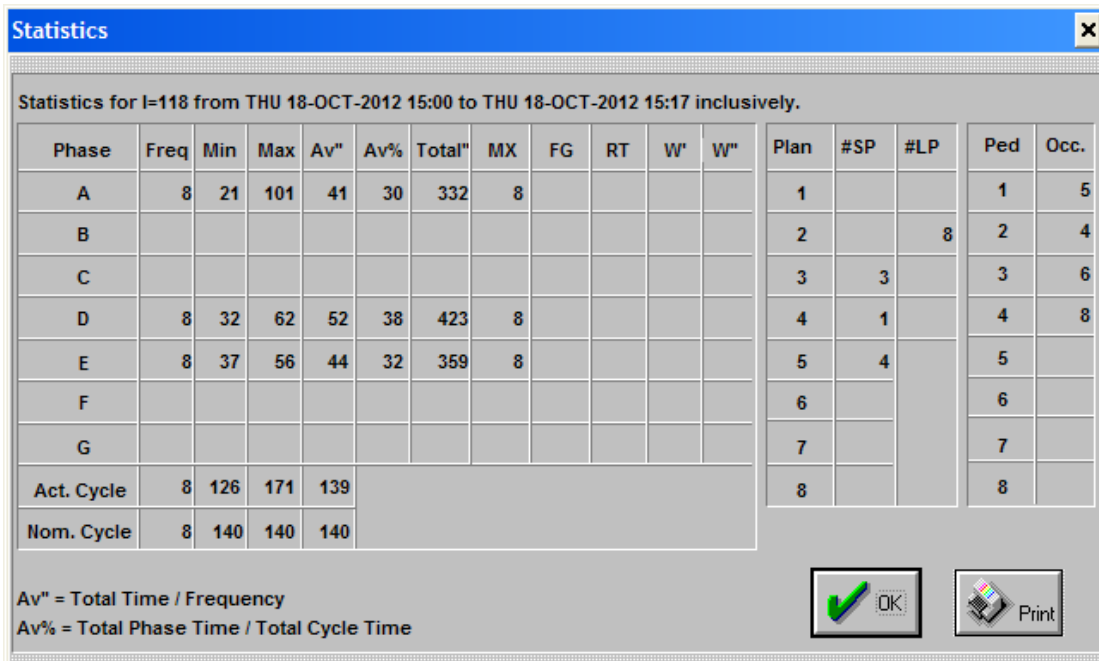 Statistics
Statistics for I=118 from THU 18-OCT-2012 15:00 to THU 18-OCT-2012 15:17 inclusively.
Phase Freq Min Max Av" Av% Total" MX FG RT W' W" Plan #SP #LP Ped Occ.
A 8 21 101 41 30 332 8 1 1 5
B 2 8 2 4
C 3 3 3 6
D 8 32 62 52 38 423 8 4 1 4 8
E 8 37 56 44 32 359 8 5 4 5
F 6 6
G 7 7
Act. Cycle 8 126 171 139 8 8
Nom. Cycle 8 140 140 140
Av" = Total Time / Frequency
Av% = Total Phase Time / Total Cycle Time
OK
Print